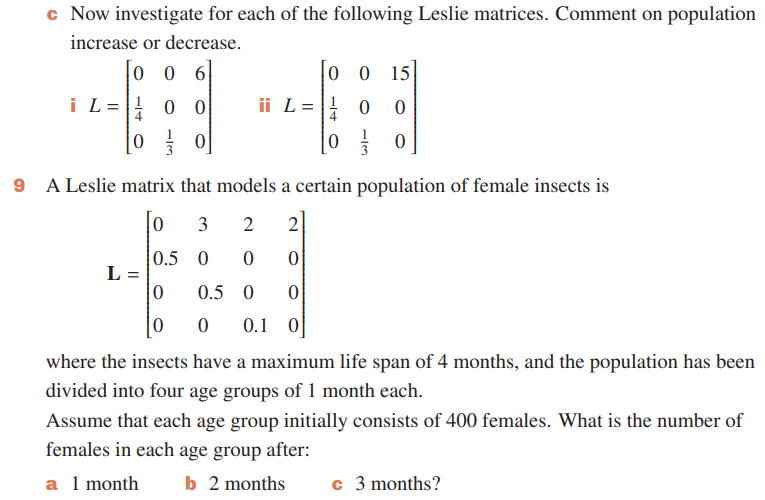 c Now investigate for each of the following Leslie matrices. Comment on population
increase or decrease.
i L = [0 0 6; 1/4 0 0; 0 1/3 0] ii L = [0 0 15; 1/4 0 0; 0 1/3 0]
9 A Leslie matrix that models a certain population of female insects is
L = [0 3 2 2; 0.5 0 0 0; 0 0.5 0 0; 0 0 0.1 0]
where the insects have a maximum life span of 4 months, and the population has been
divided into four age groups of 1 month each.
Assume that each age group initially consists of 400 females. What is the number of
females in each age group after:
a 1 month b 2 months c 3 months?